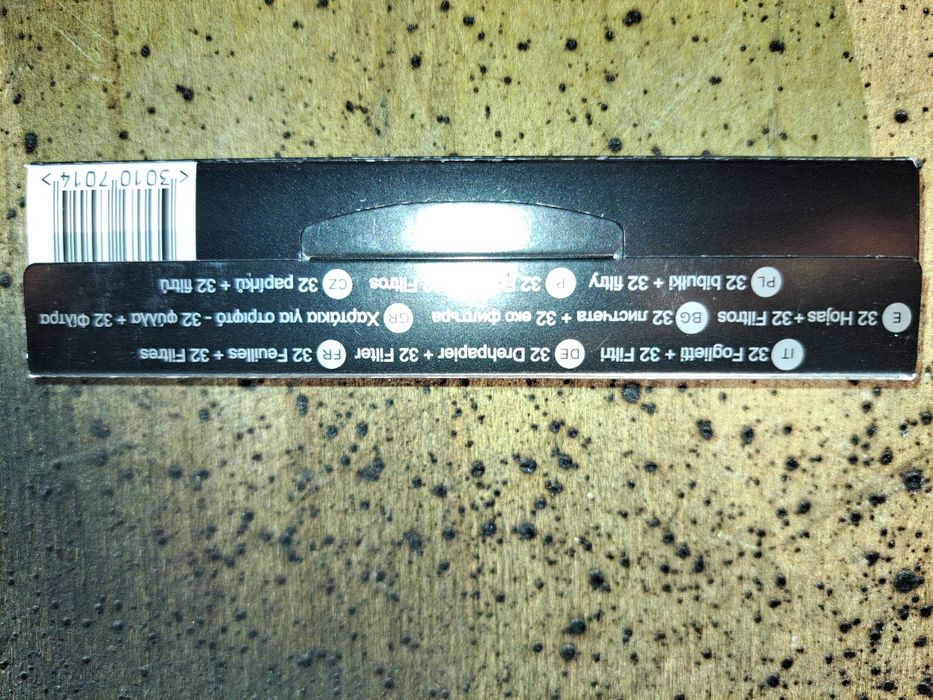 IT 32 Foglietti + 32 Filtri DE 32 Drehpapier + 32 Filter FR 32 Feuilles + 32 Filtres
E 32 Hojas + 32 Filtros BG 32 листчета + 32 еко филтъра GR Χαρτάκια για στριφτό - 32 φύλλα + 32 Φίλτρα
PL 32 bibułki + 32 filtry P 32 Filtros CZ 32 papírků + 32 filtrů
<3010 7014>